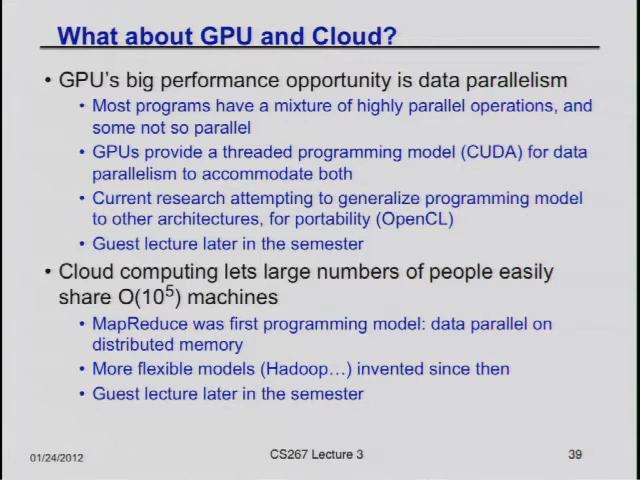 What about GPU and Cloud?
• GPU's big performance opportunity is data parallelism
• Most programs have a mixture of highly parallel operations, and
some not so parallel
• GPUs provide a threaded programming model (CUDA) for data
parallelism to accommodate both
• Current research attempting to generalize programming model
to other architectures, for portability (OpenCL)
• Guest lecture later in the semester
• Cloud computing lets large numbers of people easily
share O(10⁵) machines
• MapReduce was first programming model: data parallel on
distributed memory
• More flexible models (Hadoop…) invented since then
• Guest lecture later in the semester
01/24/2012
CS267 Lecture 3
39